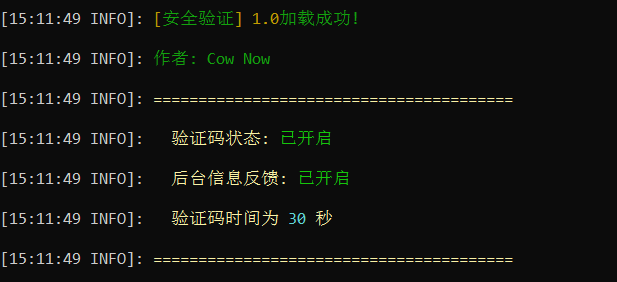 [15:11:49 INFO]: [安全验证] 1.0加载成功!
[15:11:49 INFO]: 作者: Cow Now
[15:11:49 INFO]: ========================================
[15:11:49 INFO]:   验证码状态: 已开启
[15:11:49 INFO]:   后台信息反馈: 已开启
[15:11:49 INFO]:   验证码时间为 30 秒
[15:11:49 INFO]: ========================================